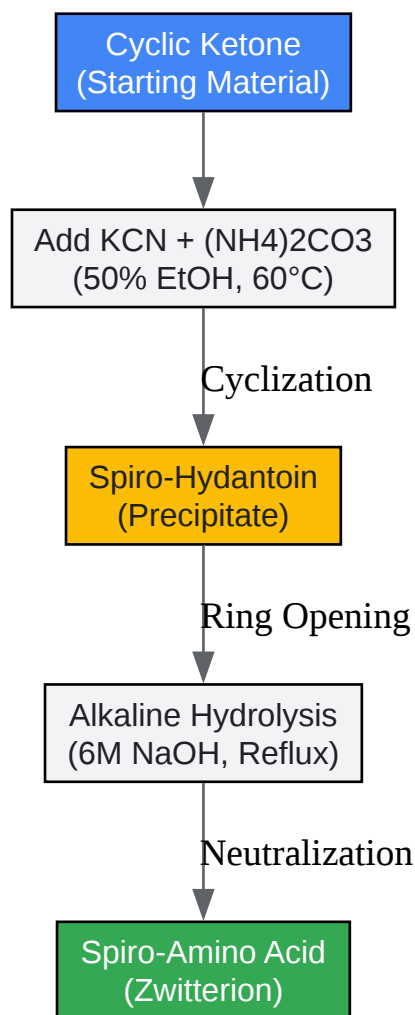 Cyclic Ketone
(Starting Material)
Add KCN + (NH4)2CO3
(50% EtOH, 60°C)
Cyclization
Spiro-Hydantoin
(Precipitate)
Ring Opening
Alkaline Hydrolysis
(6M NaOH, Reflux)
Neutralization
Spiro-Amino Acid
(Zwitterion)